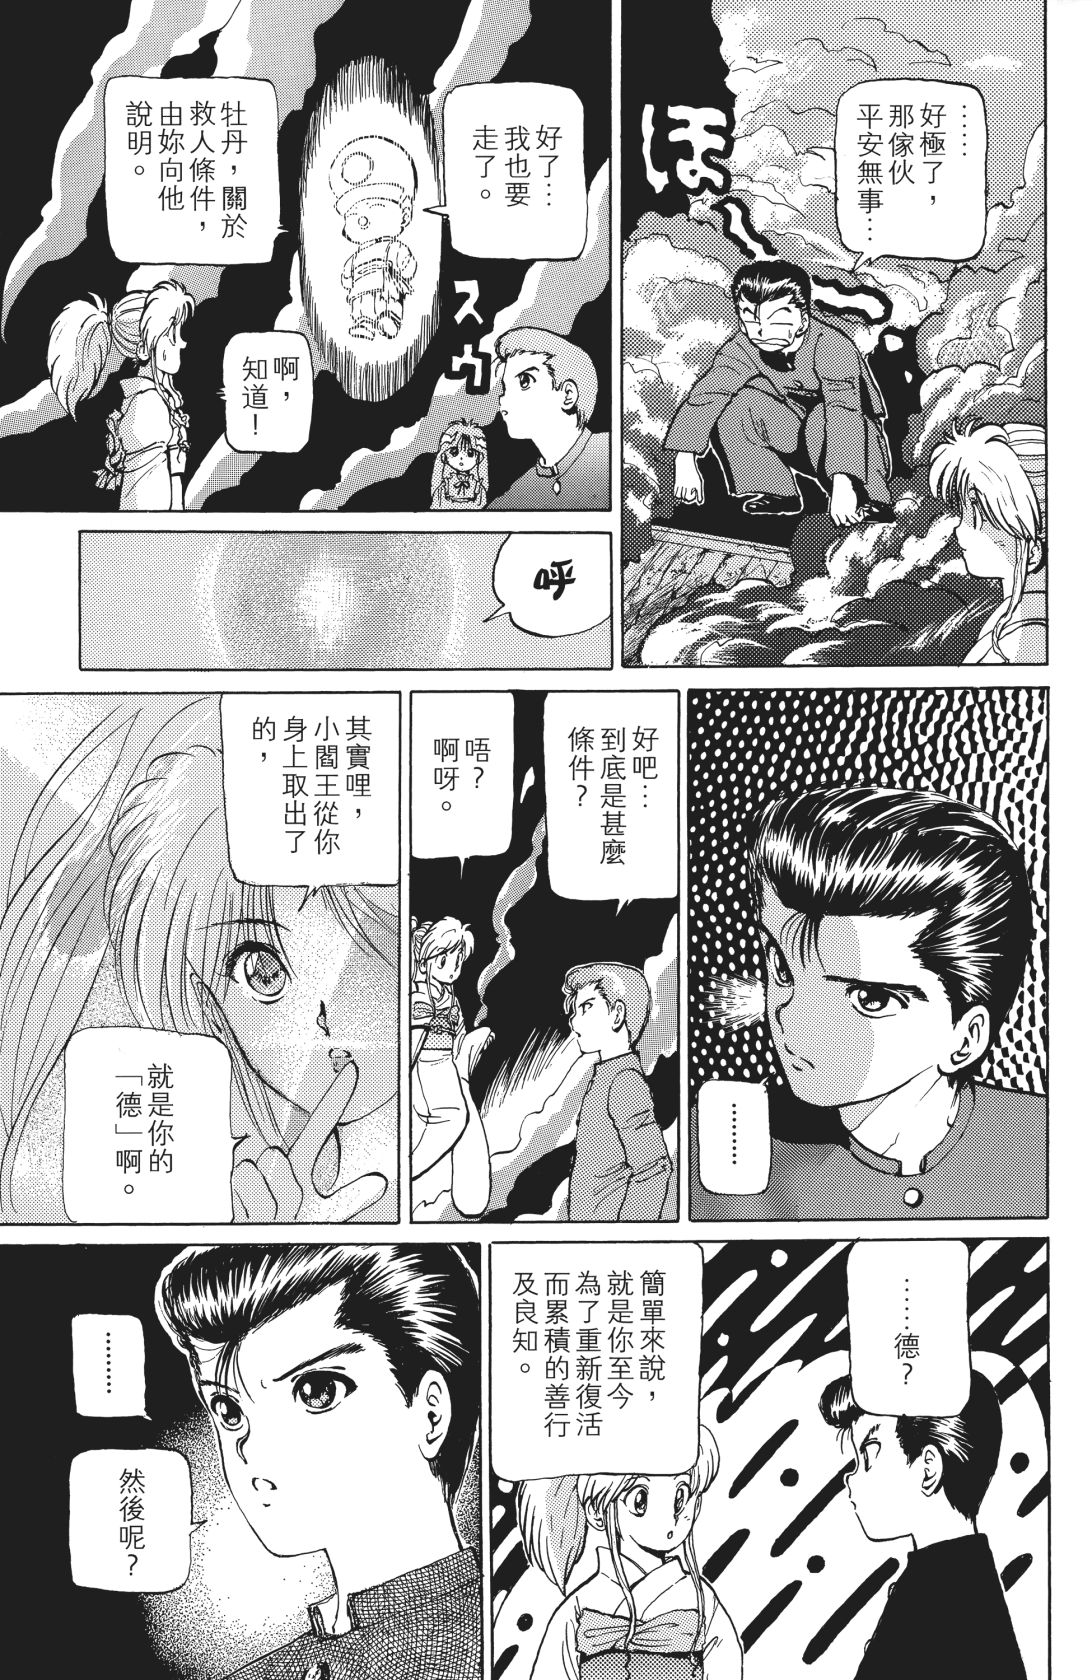 ……
好極了，
那傢伙
平安無事…
ほ
好了…
我也要
走了。
牡丹，關於
救人條件，
由妳向他
說明。
スウ
啊，
知道！
呼
………
好吧…
到底是甚麼
條件？
唔？
啊呀。
其實哩，
小閻王從你
身上取出了
的，
就是你的
「德」啊。
……德？
簡單來說，
就是你至今
為了重新復活
而累積的善行
及良知。
………
然後呢？